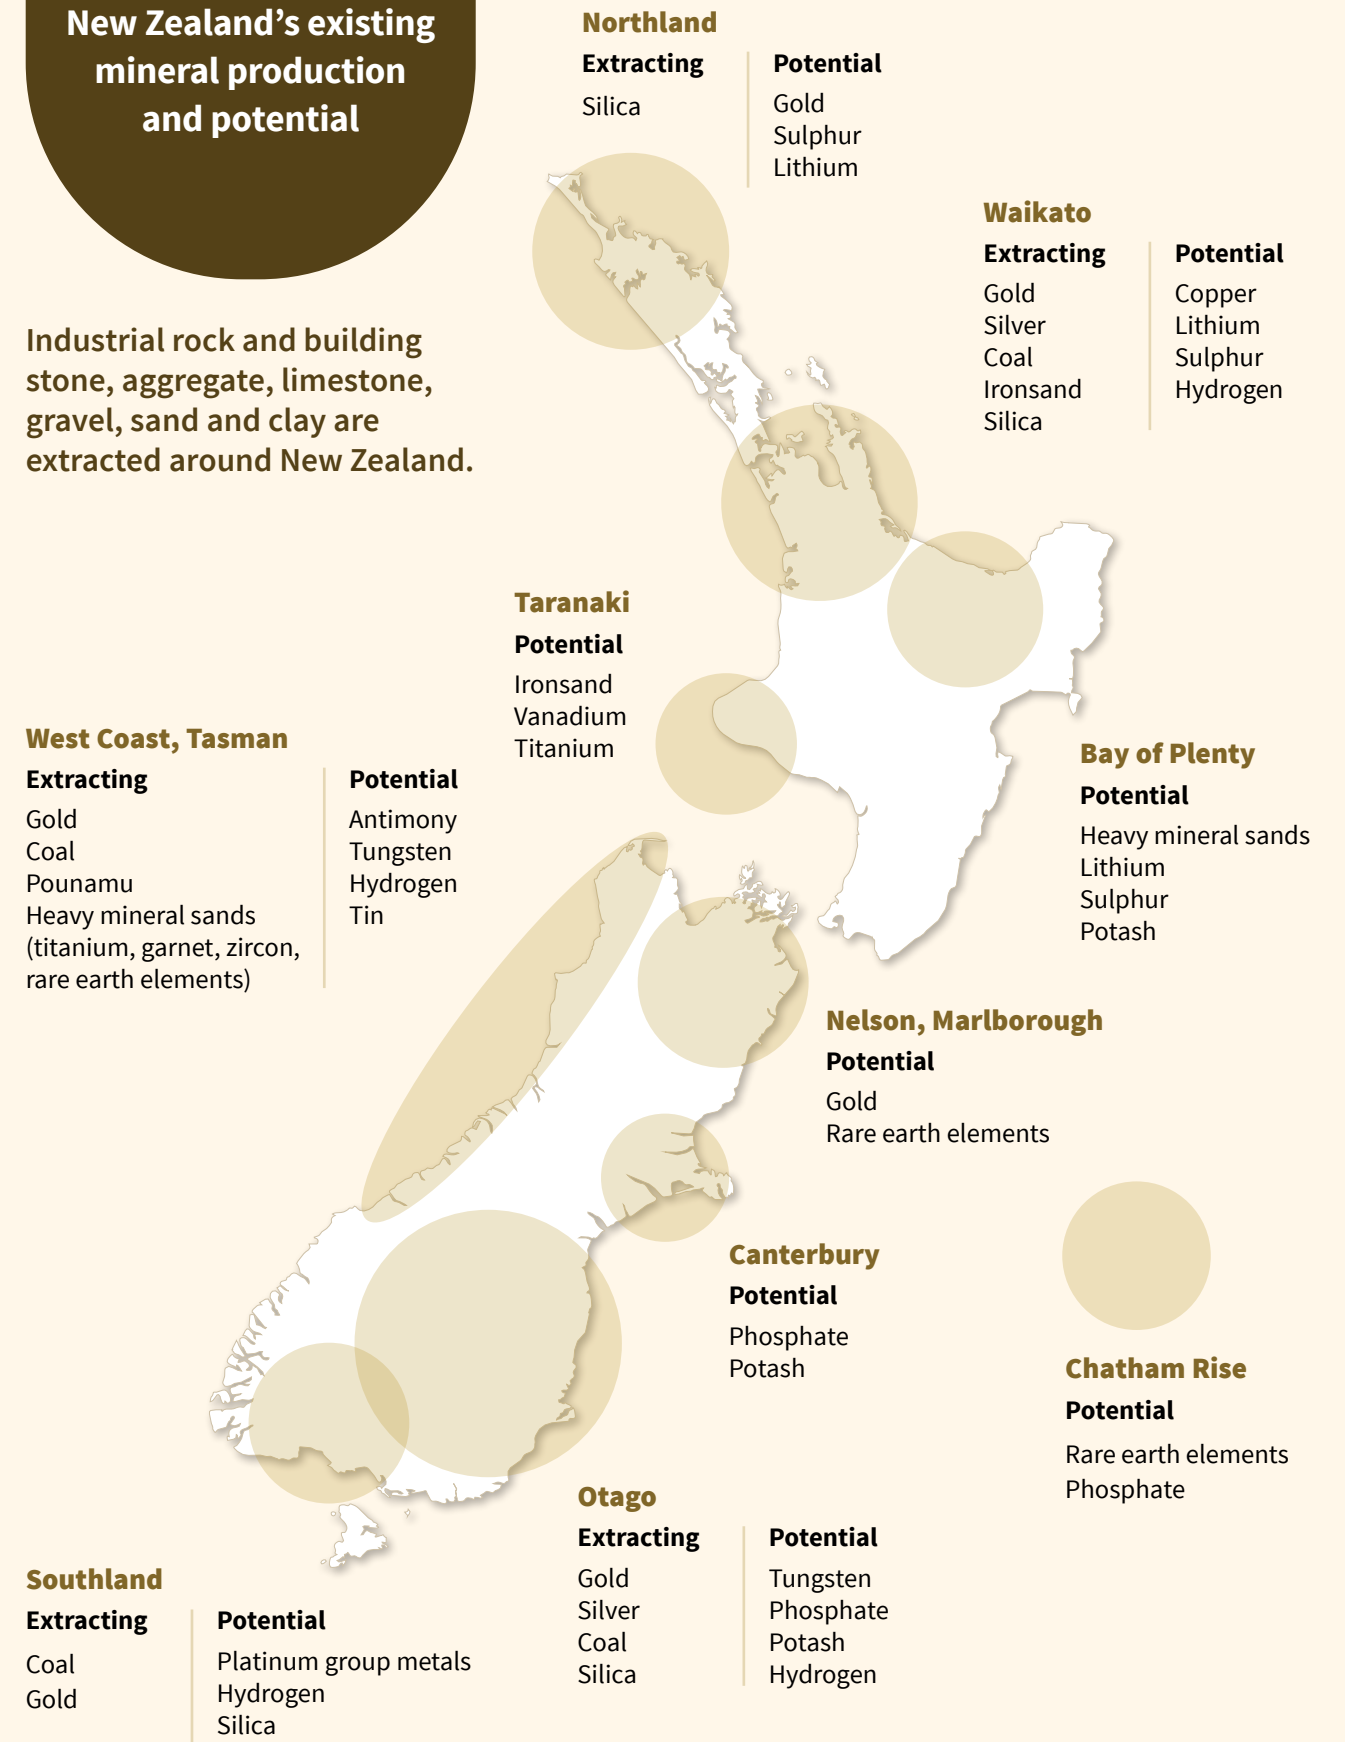 New Zealand's existing
mineral production
and potential
Industrial rock and building
stone, aggregate, limestone,
gravel, sand and clay are
extracted around New Zealand.
Northland
Extracting
Silica
Potential
Gold
Sulphur
Lithium
Waikato
Extracting
Gold
Silver
Coal
Ironsand
Silica
Potential
Copper
Lithium
Sulphur
Hydrogen
Taranaki
Potential
Ironsand
Vanadium
Titanium
West Coast, Tasman
Extracting
Gold
Coal
Pounamu
Heavy mineral sands
(titanium, garnet, zircon,
rare earth elements)
Potential
Antimony
Tungsten
Hydrogen
Tin
Bay of Plenty
Potential
Heavy mineral sands
Lithium
Sulphur
Potash
Nelson, Marlborough
Potential
Gold
Rare earth elements
Canterbury
Potential
Phosphate
Potash
Chatham Rise
Potential
Rare earth elements
Phosphate
Otago
Extracting
Gold
Silver
Coal
Silica
Potential
Tungsten
Phosphate
Potash
Hydrogen
Southland
Extracting
Coal
Gold
Potential
Platinum group metals
Hydrogen
Silica